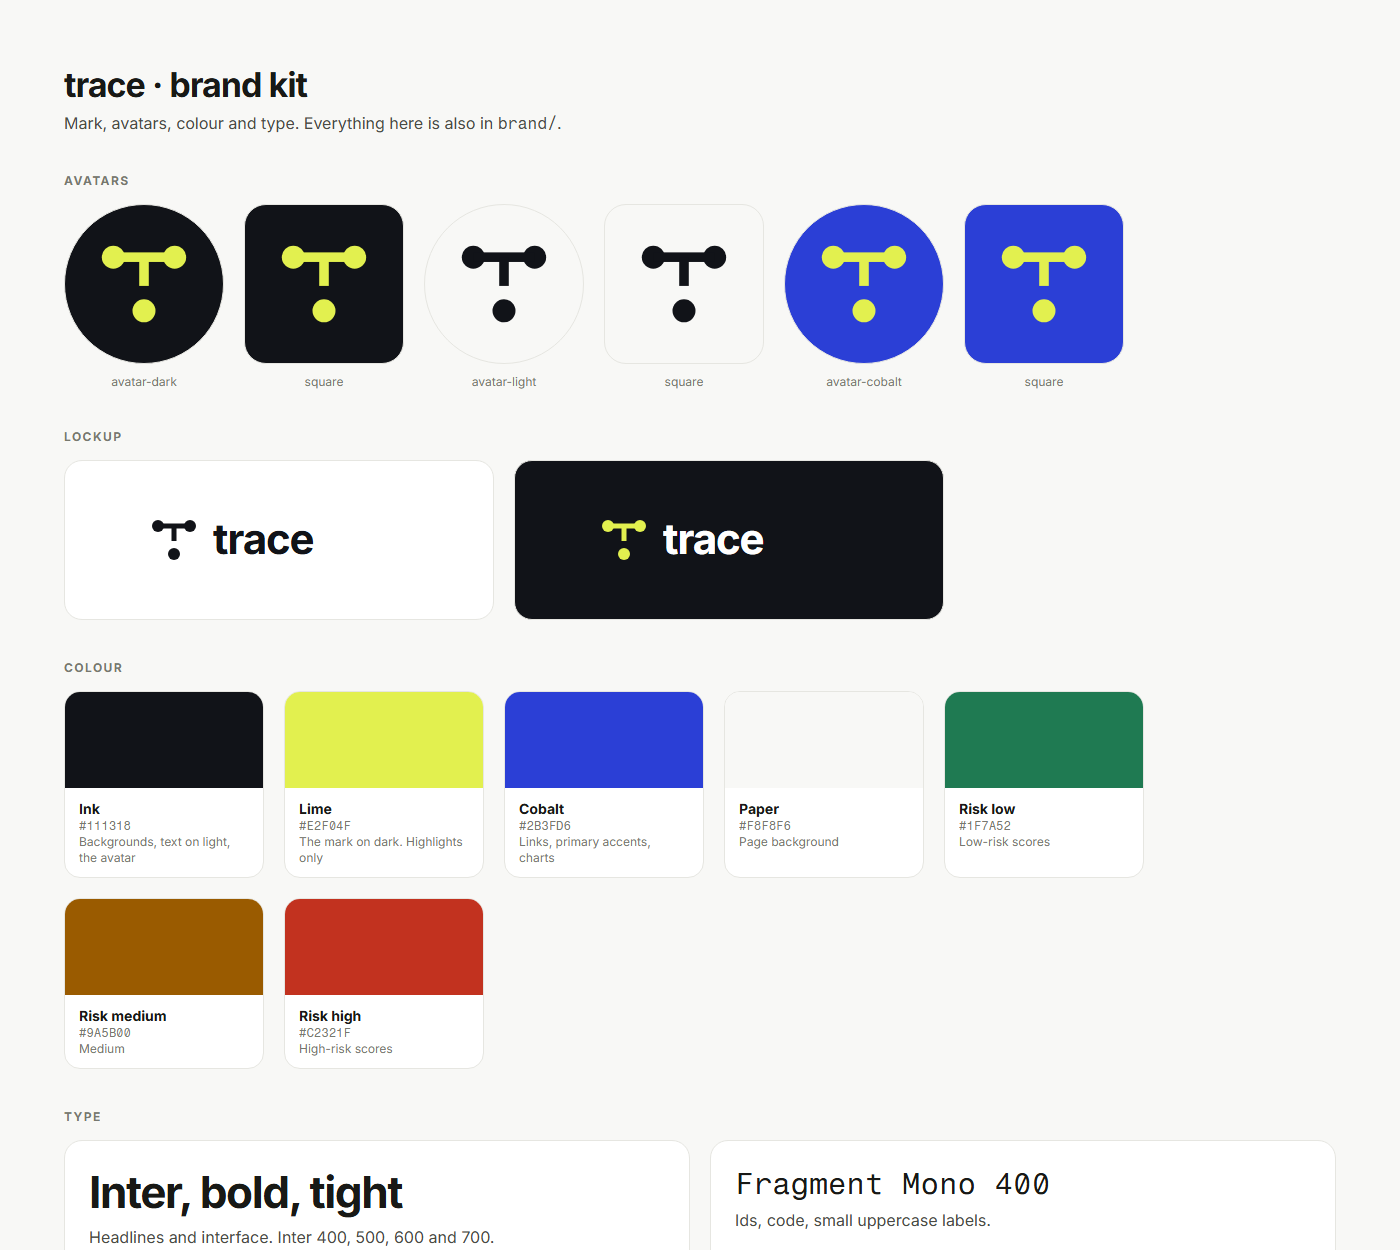 trace · brand kit
Mark, avatars, colour and type. Everything here is also in brand/.
AVATARS
avatar-dark
square
avatar-light
square
avatar-cobalt
square
LOCKUP
trace
trace
COLOUR
Ink
#111318
Backgrounds, text on light,
the avatar
Lime
#E2F04F
The mark on dark. Highlights
only
Cobalt
#2B3FD6
Links, primary accents,
charts
Paper
#F8F8F6
Page background
Risk low
#1F7A52
Low-risk scores
Risk medium
#9A5B00
Medium
Risk high
#C2321F
High-risk scores
TYPE
Inter, bold, tight
Headlines and interface. Inter 400, 500, 600 and 700.
Fragment Mono 400
Ids, code, small uppercase labels.